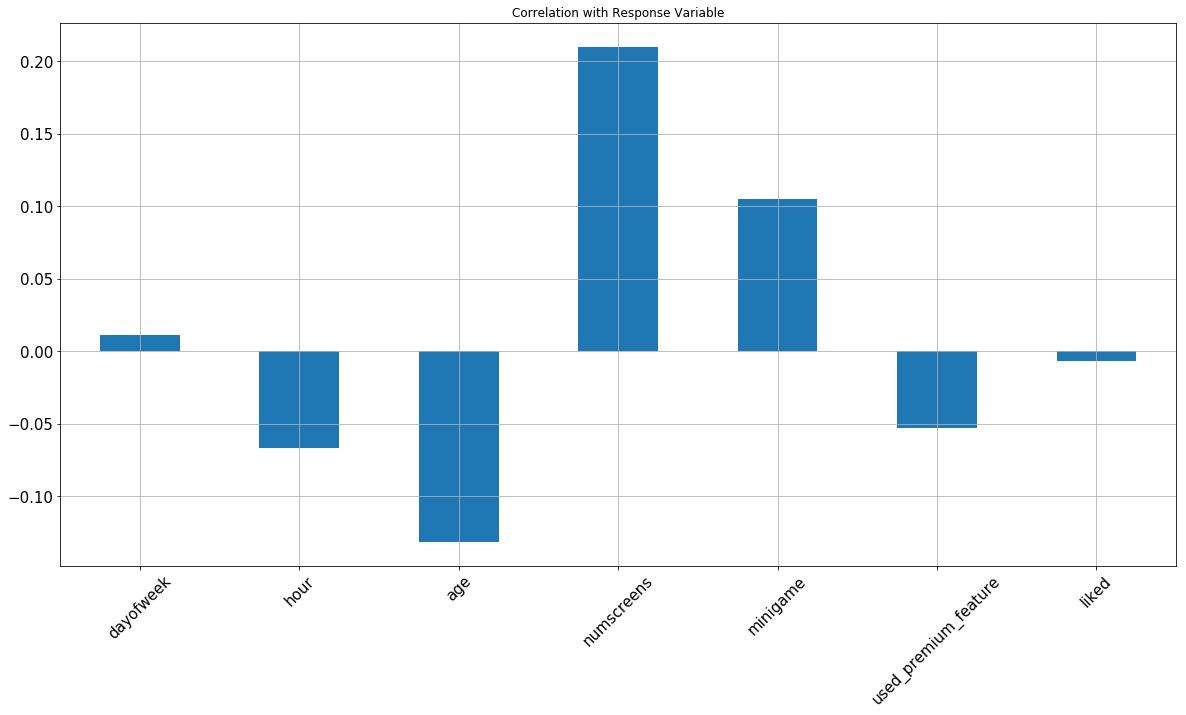 Correlation with Response Variable
0.20
0.15
0.10
0.05
0.00
−0.05
−0.10
dayofweek
hour
age
numscreens
minigame
used_premium_feature
liked